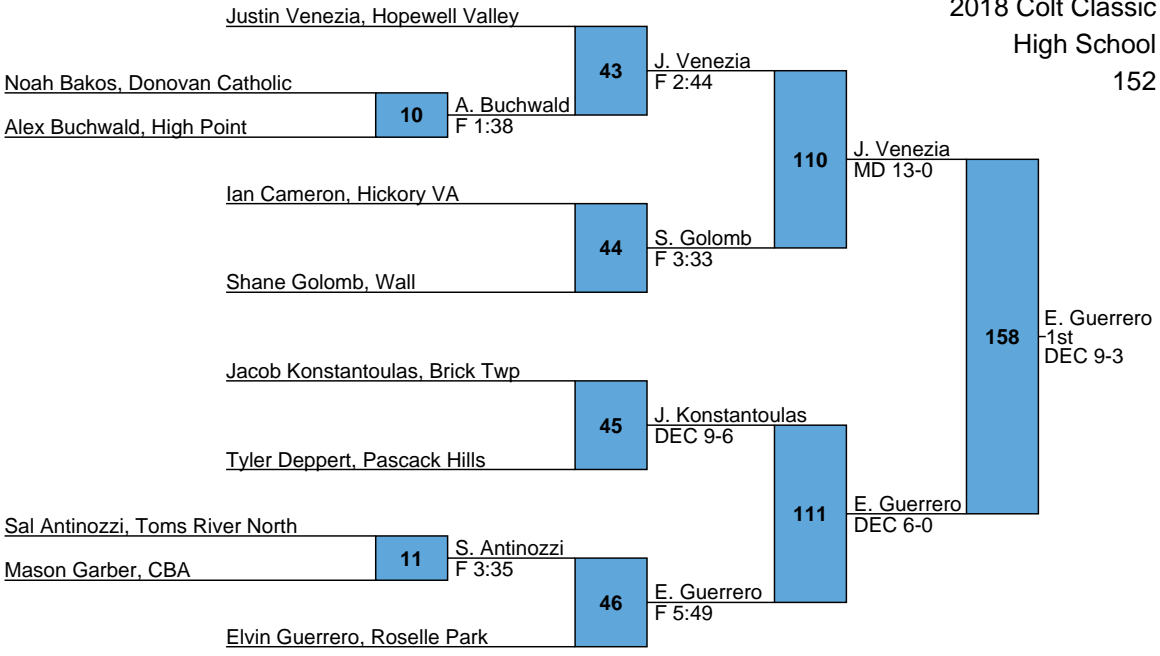 2018 Colt Classic
High School
152
Justin Venezia, Hopewell Valley
43
J. Venezia
F 2:44
Noah Bakos, Donovan Catholic
10
A. Buchwald
F 1:38
Alex Buchwald, High Point
110
J. Venezia
MD 13-0
Ian Cameron, Hickory VA
44
S. Golomb
F 3:33
Shane Golomb, Wall
158
E. Guerrero
1st
DEC 9-3
Jacob Konstantoulas, Brick Twp
45
J. Konstantoulas
DEC 9-6
Tyler Deppert, Pascack Hills
111
E. Guerrero
DEC 6-0
Sal Antinozzi, Toms River North
11
S. Antinozzi
F 3:35
Mason Garber, CBA
46
E. Guerrero
F 5:49
Elvin Guerrero, Roselle Park